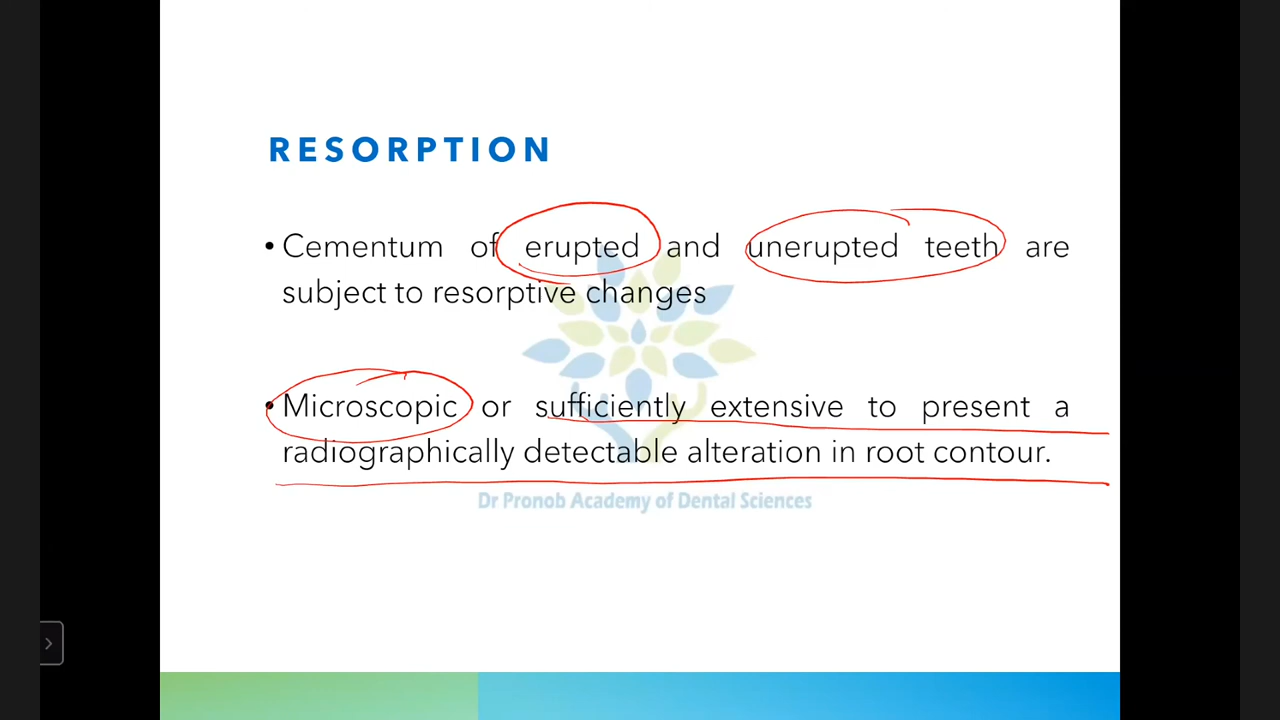 RESORPTION
• Cementum of erupted and unerupted teeth are
subject to resorptive changes
• Microscopic or sufficiently extensive to present a
radiographically detectable alteration in root contour.
Dr Pronob Academy of Dental Sciences